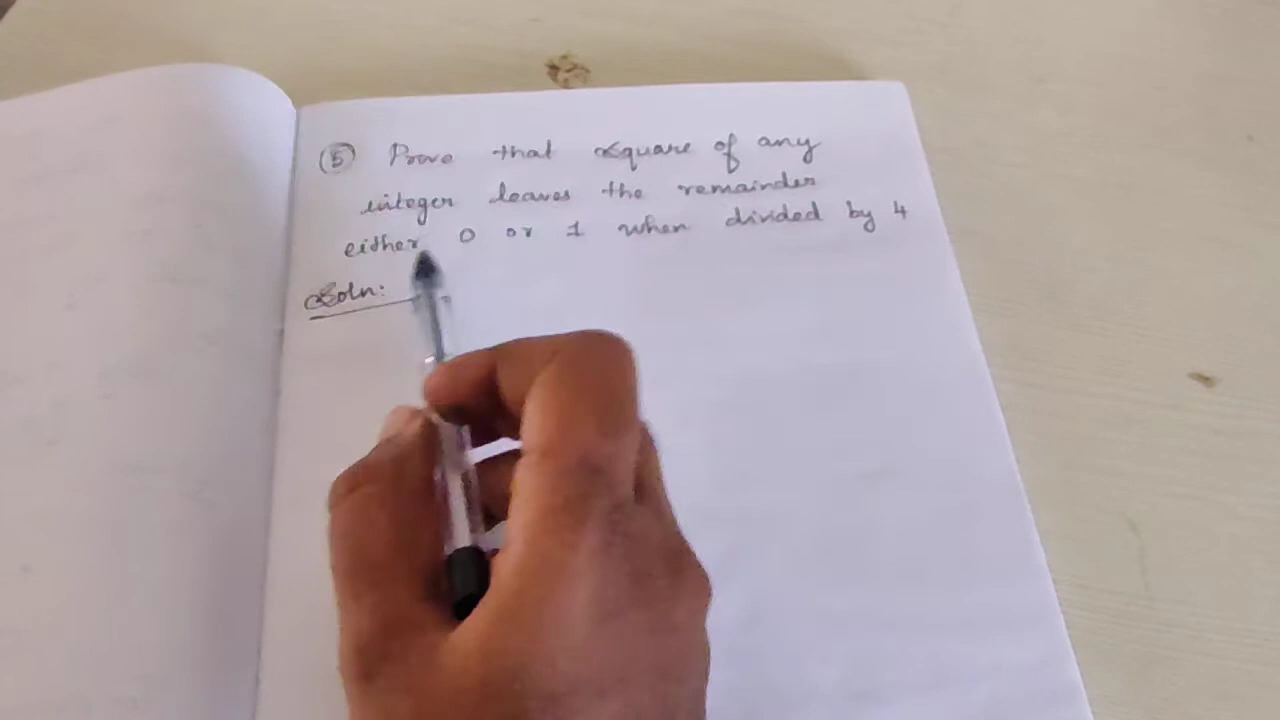 5 Prove that square of any
integer leaves the remainder
either 0 or 1 when divided by 4
Soln: